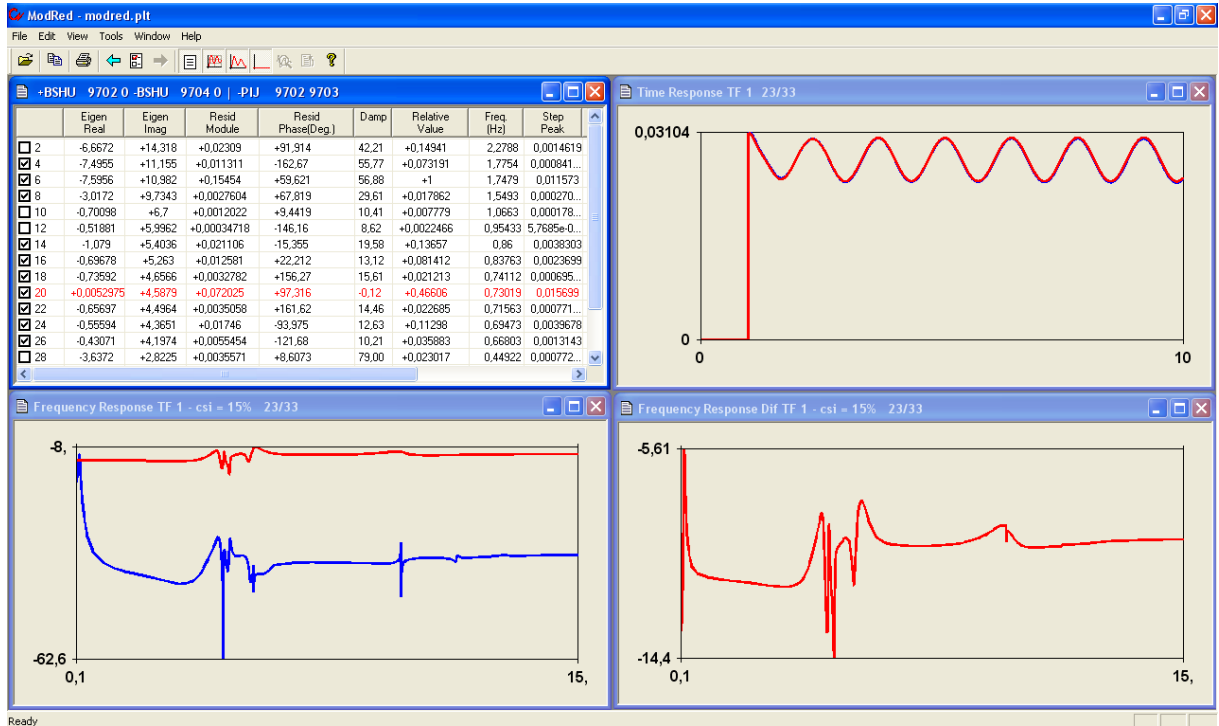 ModRed - modred.plt
File Edit View Tools Window Help
+BSHU 9702 0 -BSHU 9704 0 | -PIJ 9702 9703
Eigen Real Eigen Imag Resid Module Resid Phase(Deg.) Damp Relative Value Freq. (Hz) Step Peak
2 -6,6672 +14,318 +0,02309 +91,914 42,21 +0,14941 2,2788 0,0014619
4 -7,4955 +11,155 +0,011311 -162,67 55,77 +0,073191 1,7754 0,000841...
6 -7,5956 +10,982 +0,15454 +59,621 56,88 +1 1,7479 0,011573
8 -3,0172 +9,7343 +0,0027604 +67,819 29,61 +0,017862 1,5493 0,000270...
10 -0,70098 +6,7 +0,0012022 +9,4419 10,41 +0,007779 1,0663 0,000178...
12 -0,51881 +5,9962 +0,00034718 -146,16 8,62 +0,0022466 0,95433 5,7685e-0...
14 -1,079 +5,4036 +0,021106 -15,355 19,58 +0,13657 0,86 0,0038303
16 -0,69678 +5,263 +0,012581 +22,212 13,12 +0,081412 0,83763 0,0023699
18 -0,73592 +4,6566 +0,0032782 +156,27 15,61 +0,021213 0,74112 0,000695...
20 +0,0052975 +4,5879 +0,072025 +97,316 -0,12 +0,46606 0,73019 0,015699
22 -0,65697 +4,4964 +0,0035058 +161,62 14,46 +0,022685 0,71563 0,000771...
24 -0,55594 +4,3651 +0,01746 -93,975 12,63 +0,11298 0,69473 0,0039678
26 -0,43071 +4,1974 +0,0055454 -121,68 10,21 +0,035883 0,66803 0,0013143
28 -3,6372 +2,8225 +0,0035571 +8,6073 79,00 +0,023017 0,44922 0,000772...
Time Response TF 1 23/33
0,03104
0
0 10
Frequency Response TF 1 - csi = 15% 23/33
-8,
-62,6
0,1 15,
Frequency Response Dif TF 1 - csi = 15% 23/33
-5,61
-14,4
0,1 15,
Ready